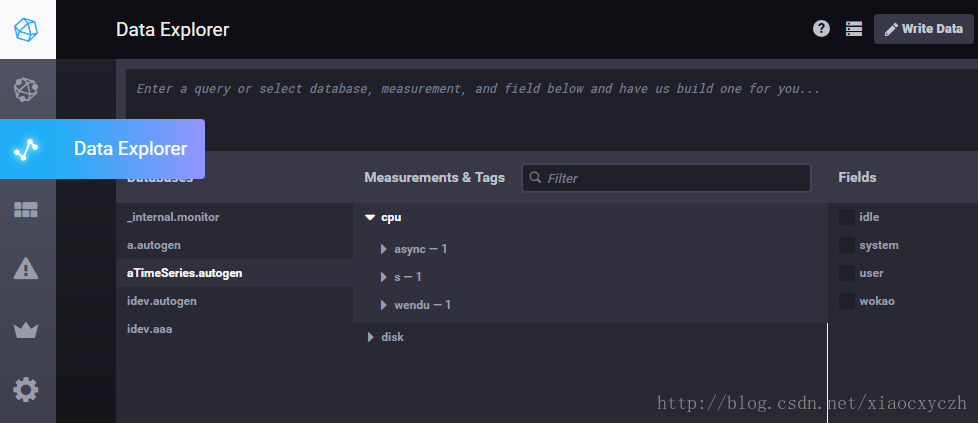 Data Explorer
Write Data
Enter a query or select database, measurement, and field below and have us build one for you...
Data Explorer
Measurements & Tags
Filter
Fields
_internal.monitor
a.autogen
aTimeSeries.autogen
idev.autogen
idev.aaa
cpu
async — 1
s — 1
wendu — 1
disk
idle
system
user
wokao
http://blog.csdn.net/xiaocxyczh